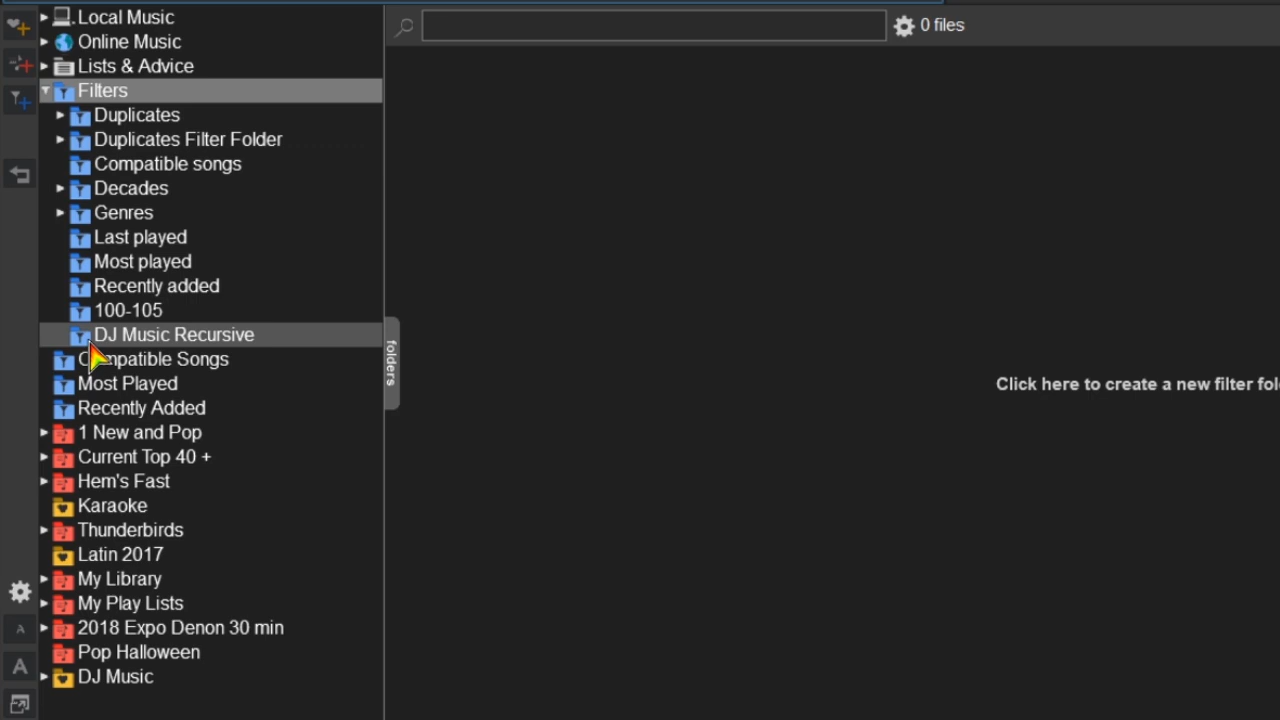 Local Music
Online Music
Lists & Advice
Filters
Duplicates
Duplicates Filter Folder
Compatible songs
Decades
Genres
Last played
Most played
Recently added
100-105
DJ Music Recursive
Compatible Songs
Most Played
Recently Added
1 New and Pop
Current Top 40 +
Hem's Fast
Karaoke
Thunderbirds
Latin 2017
My Library
My Play Lists
2018 Expo Denon 30 min
Pop Halloween
DJ Music
A
A
folders
0 files
Click here to create a new filter fol